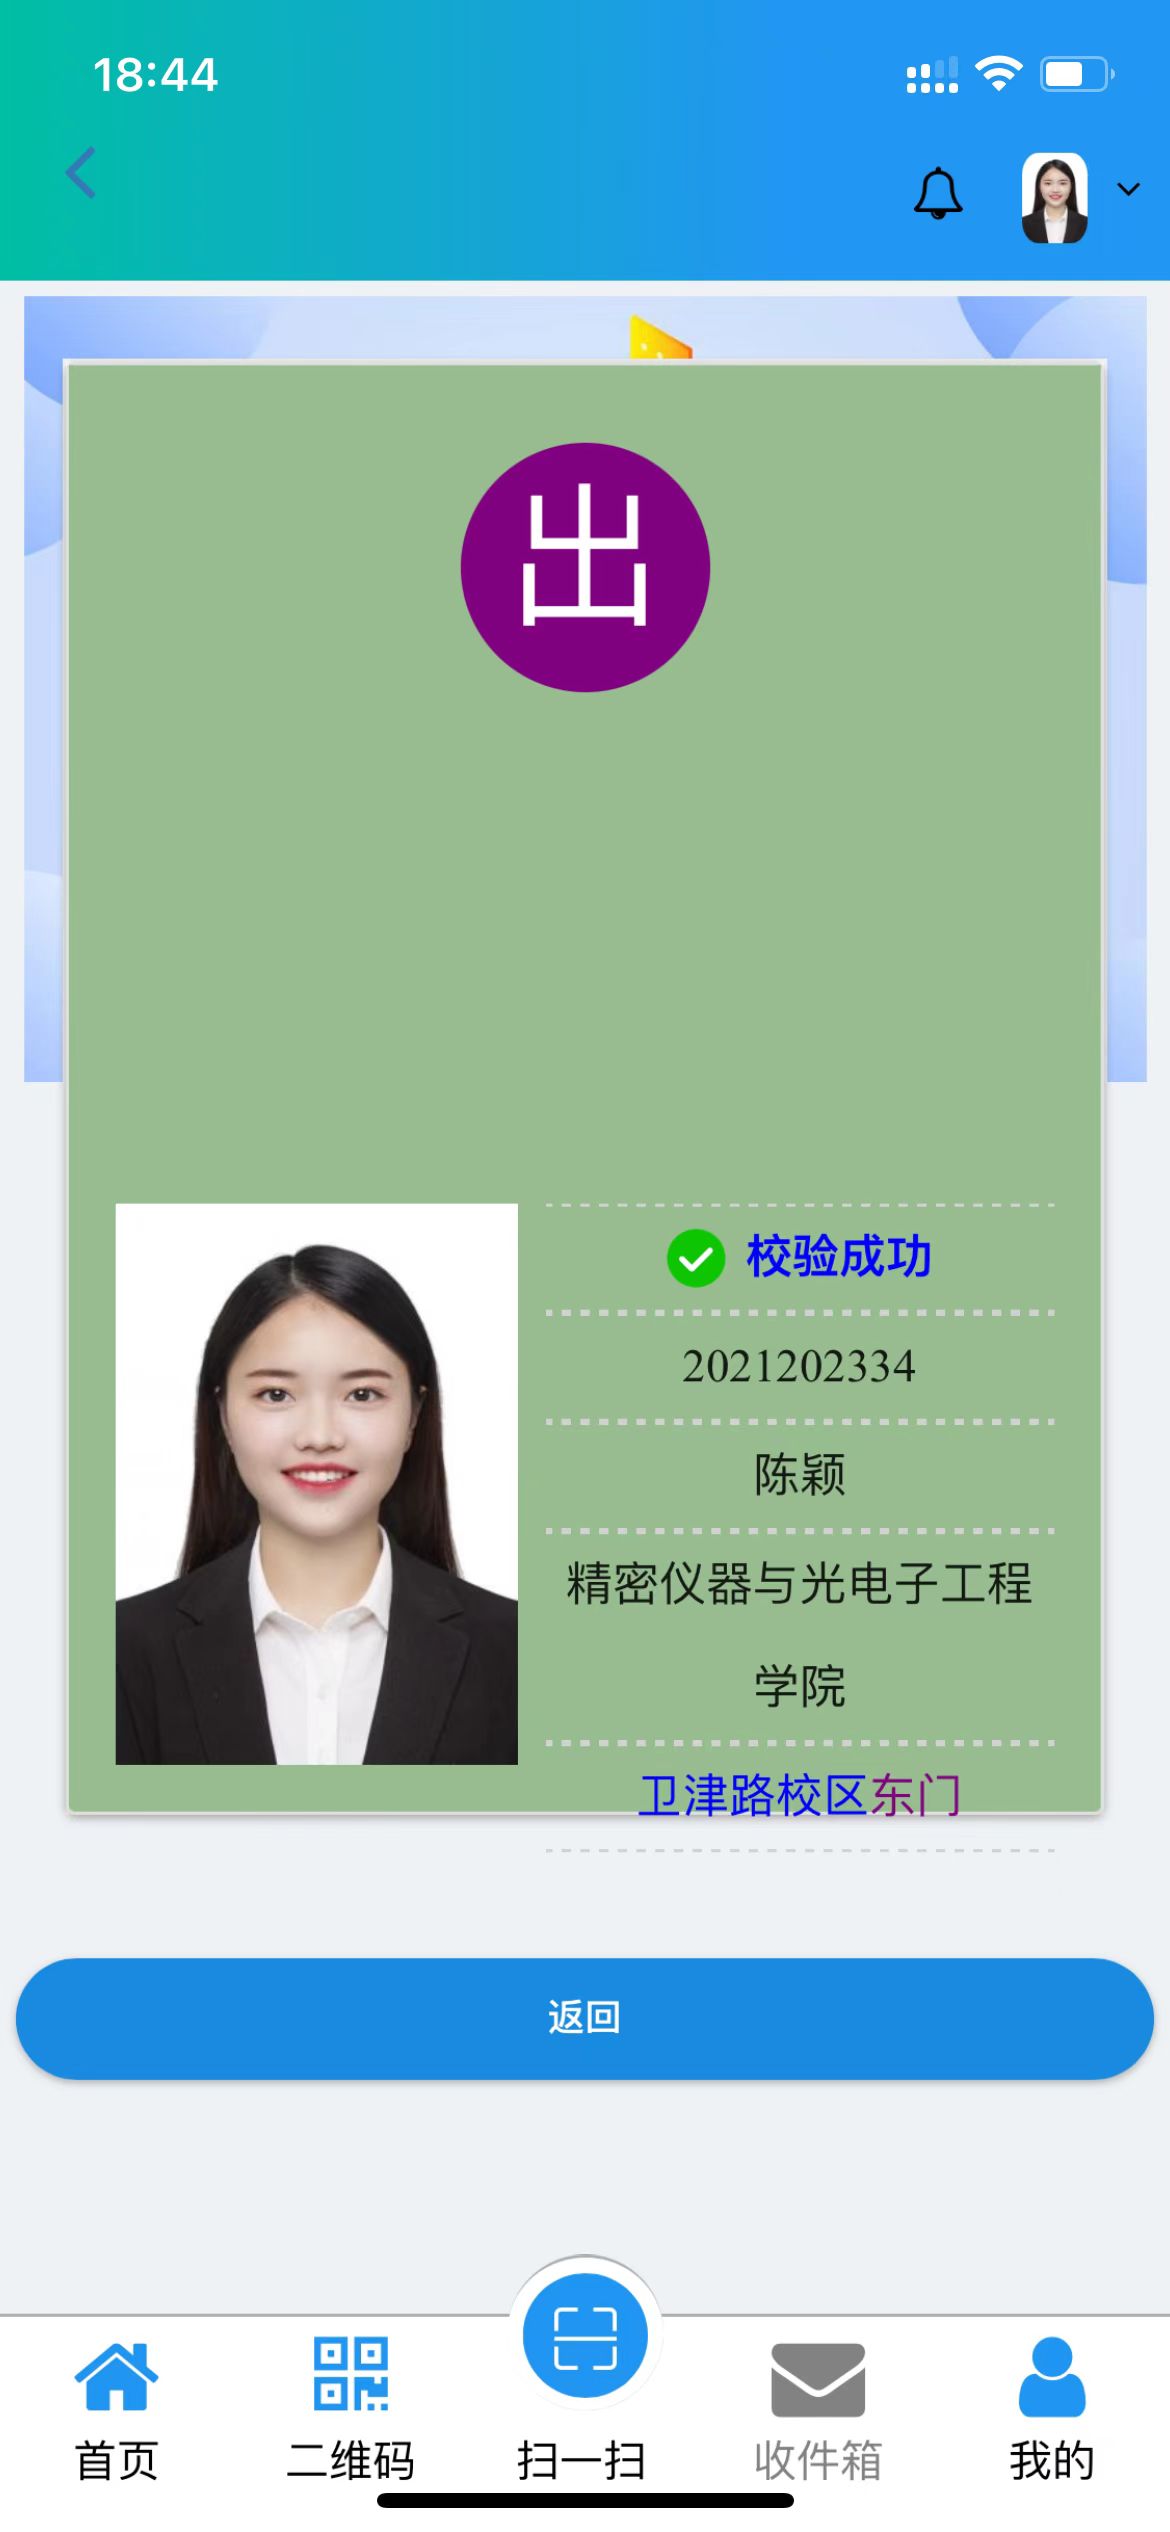 18:44
出
校验成功
2021202334
陈颖
精密仪器与光电子工程
学院
卫津路校区东门
返回
首页
二维码
扫一扫
收件箱
我的